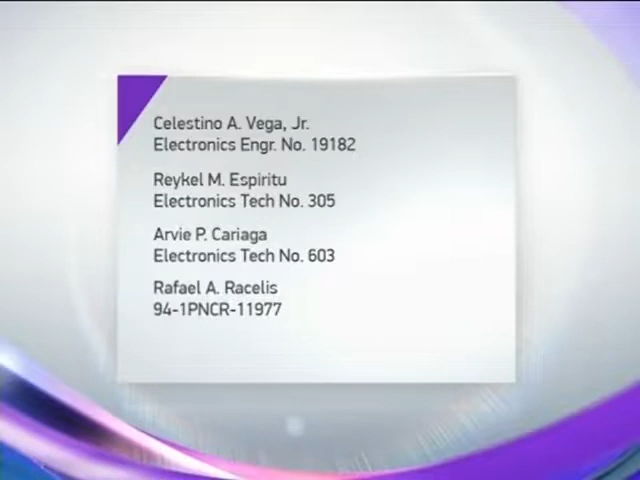 Celestino A. Vega, Jr.
Electronics Engr. No. 19182
Reykel M. Espiritu
Electronics Tech No. 305
Arvie P. Cariaga
Electronics Tech No. 603
Rafael A. Racelis
94-1PNCR-11977